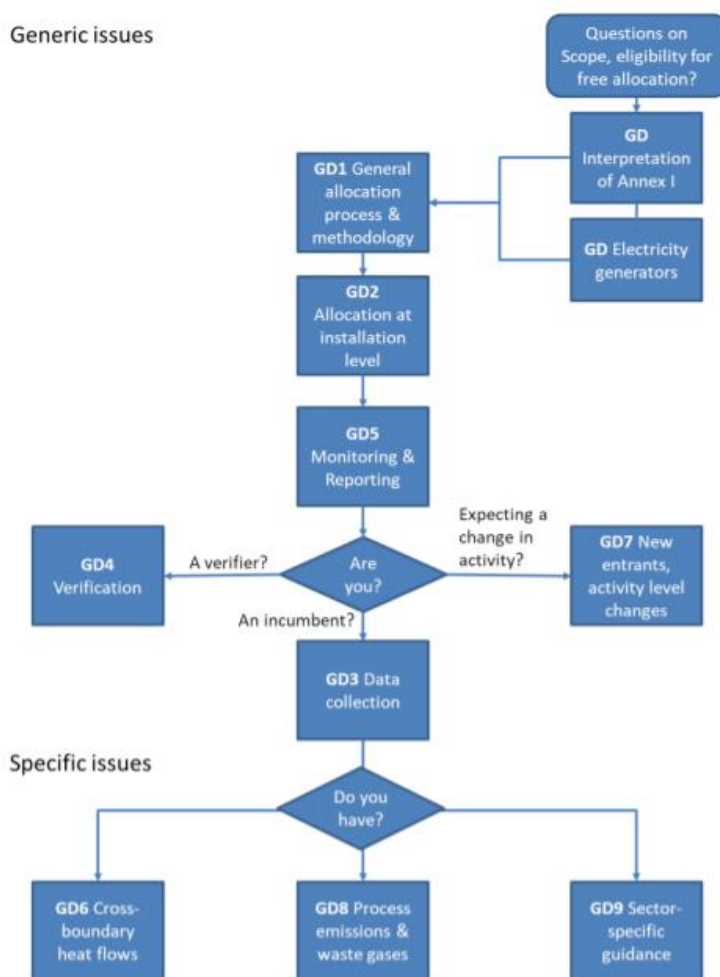 Generic issues
Questions on
Scope, eligibility for
free allocation?
GD
Interpretation
of Annex I
GD1 General
allocation
process &
methodology
GD Electricity
generators
GD2
Allocation at
installation
level
GD5
Monitoring &
Reporting
Expecting a
change in
activity?
A verifier?
GD4
Verification
Are
you?
GD7 New
entrants,
activity level
changes
An incumbent?
GD3 Data
collection
Specific issues
Do you
have?
GD6 Cross-
boundary
heat flows
GD8 Process
emissions &
waste gases
GD9 Sector-
specific
guidance